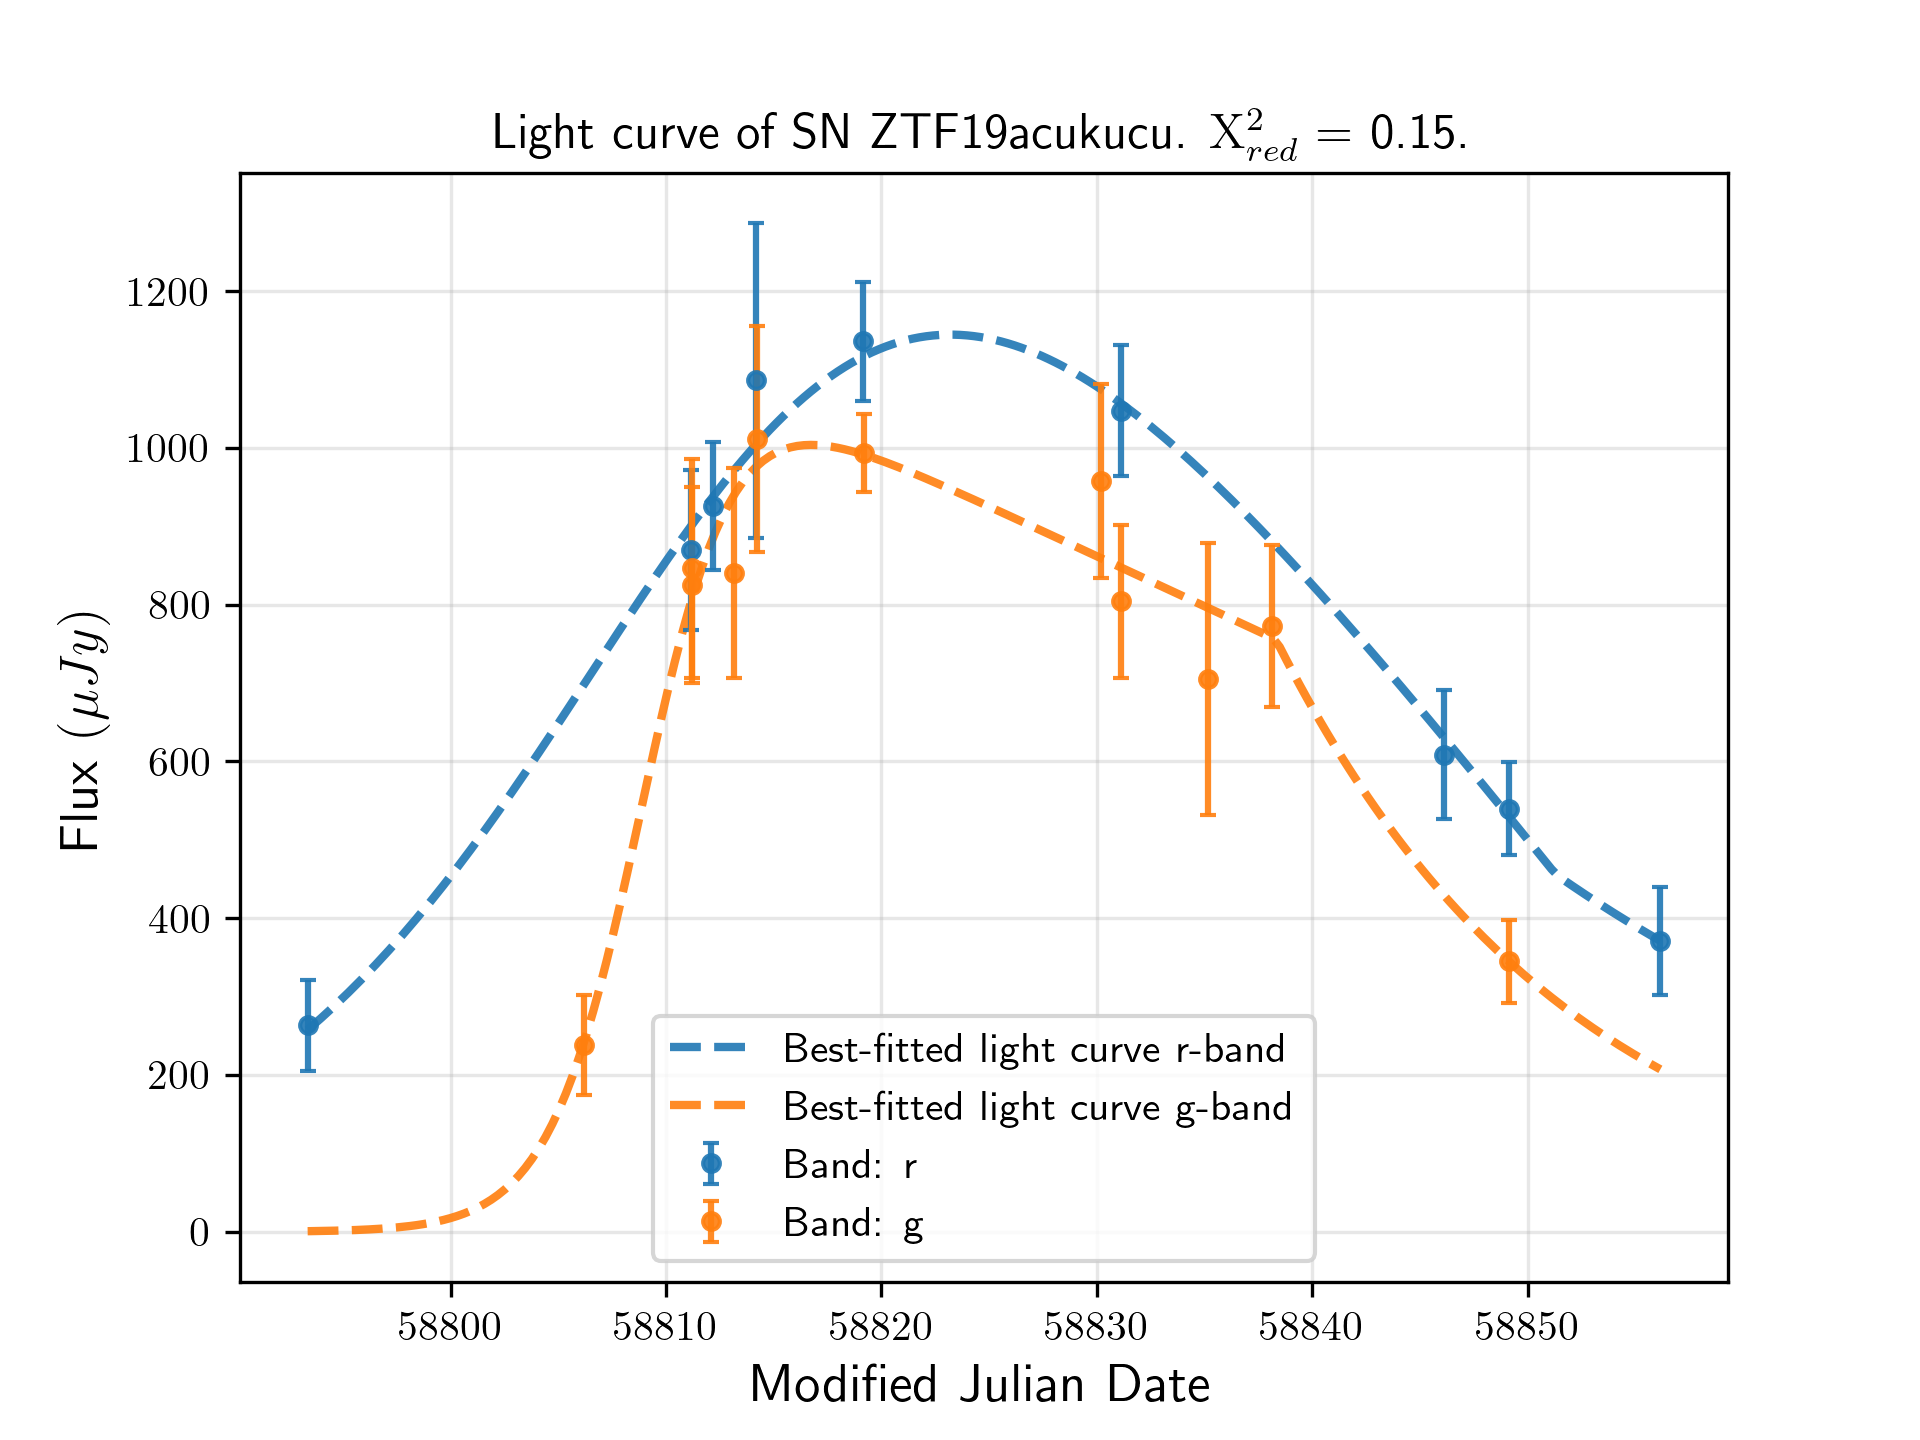 Light curve of SN ZTF19acukucu. X²_red = 0.15.
1200
1000
800
600
400
200
0
Flux (μJy)
Best-fitted light curve r-band
Best-fitted light curve g-band
Band: r
Band: g
58800 58810 58820 58830 58840 58850
Modified Julian Date